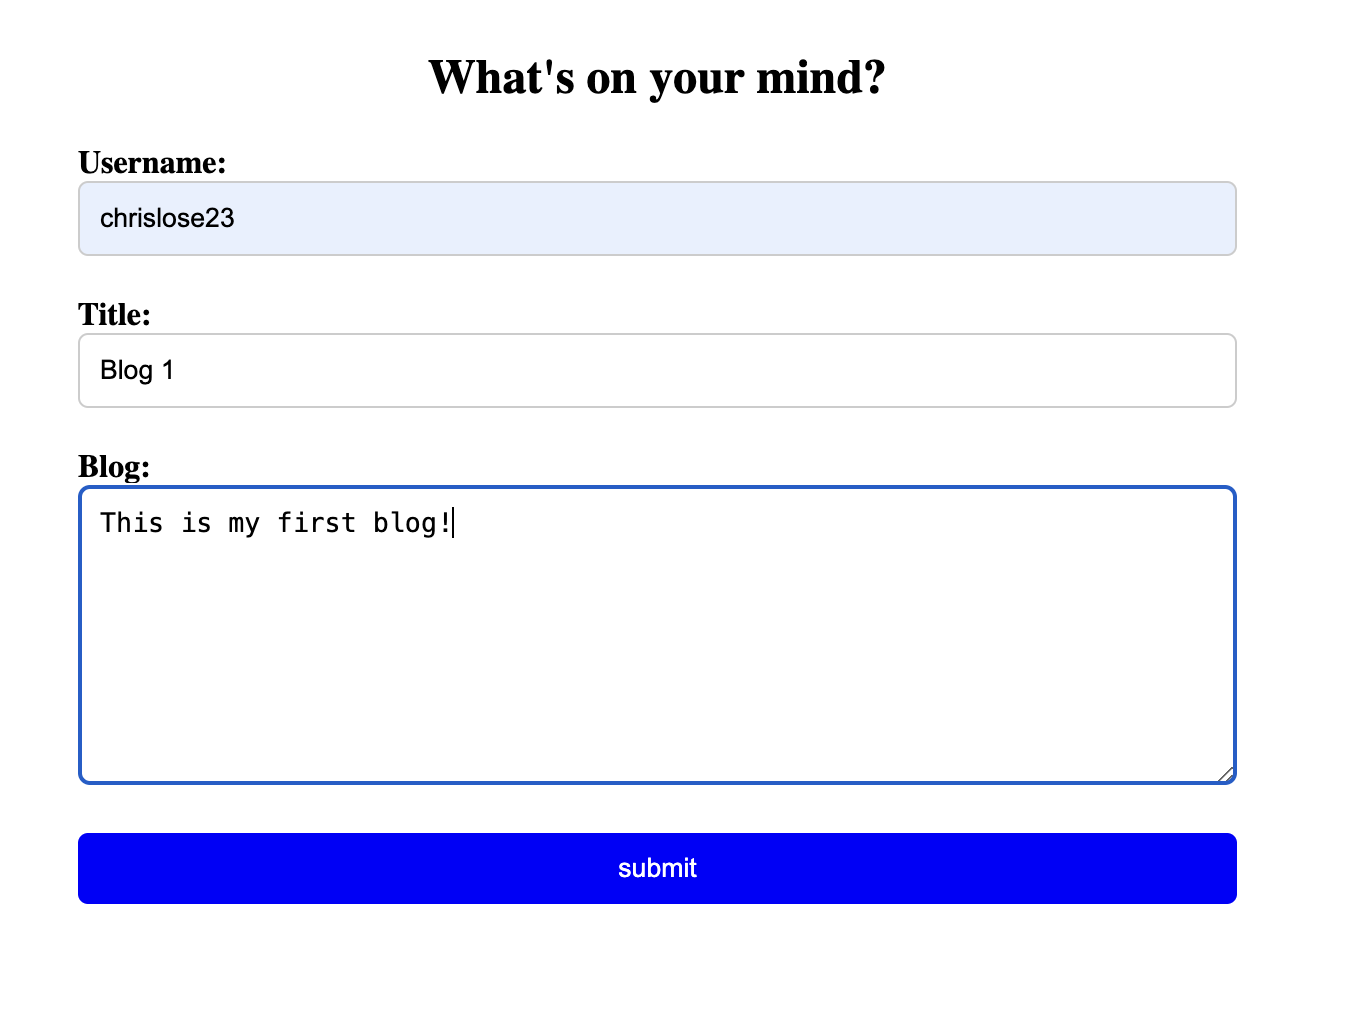 What's on your mind?
Username:
chrislose23
Title:
Blog 1
Blog:
This is my first blog!
submit